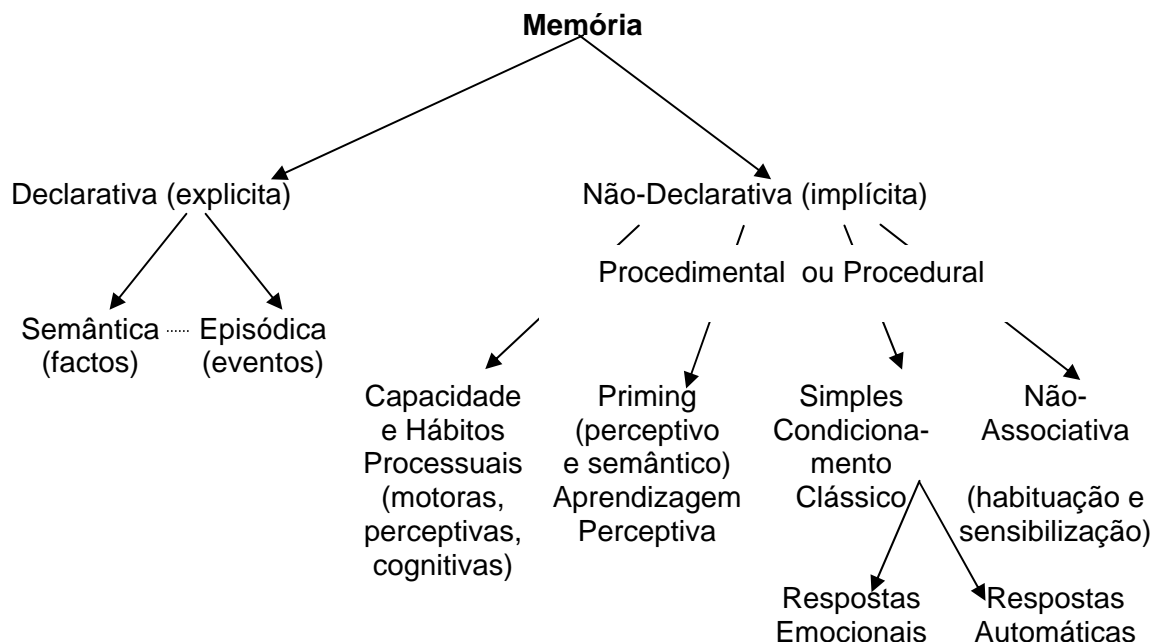 Memória
Declarativa (explicita)
Não-Declarativa (implícita)
Procedimental ou Procedural
Semântica ...... Episódica
(factos)
(eventos)
Capacidade
e Hábitos
Processuais
(motoras,
perceptivas,
cognitivas)
Priming
(perceptivo
e semântico)
Aprendizagem
Perceptiva
Simples
Condiciona-
mento
Clássico
Não-
Associativa
(habituação e
sensibilização)
Respostas
Emocionais
Respostas
Automáticas